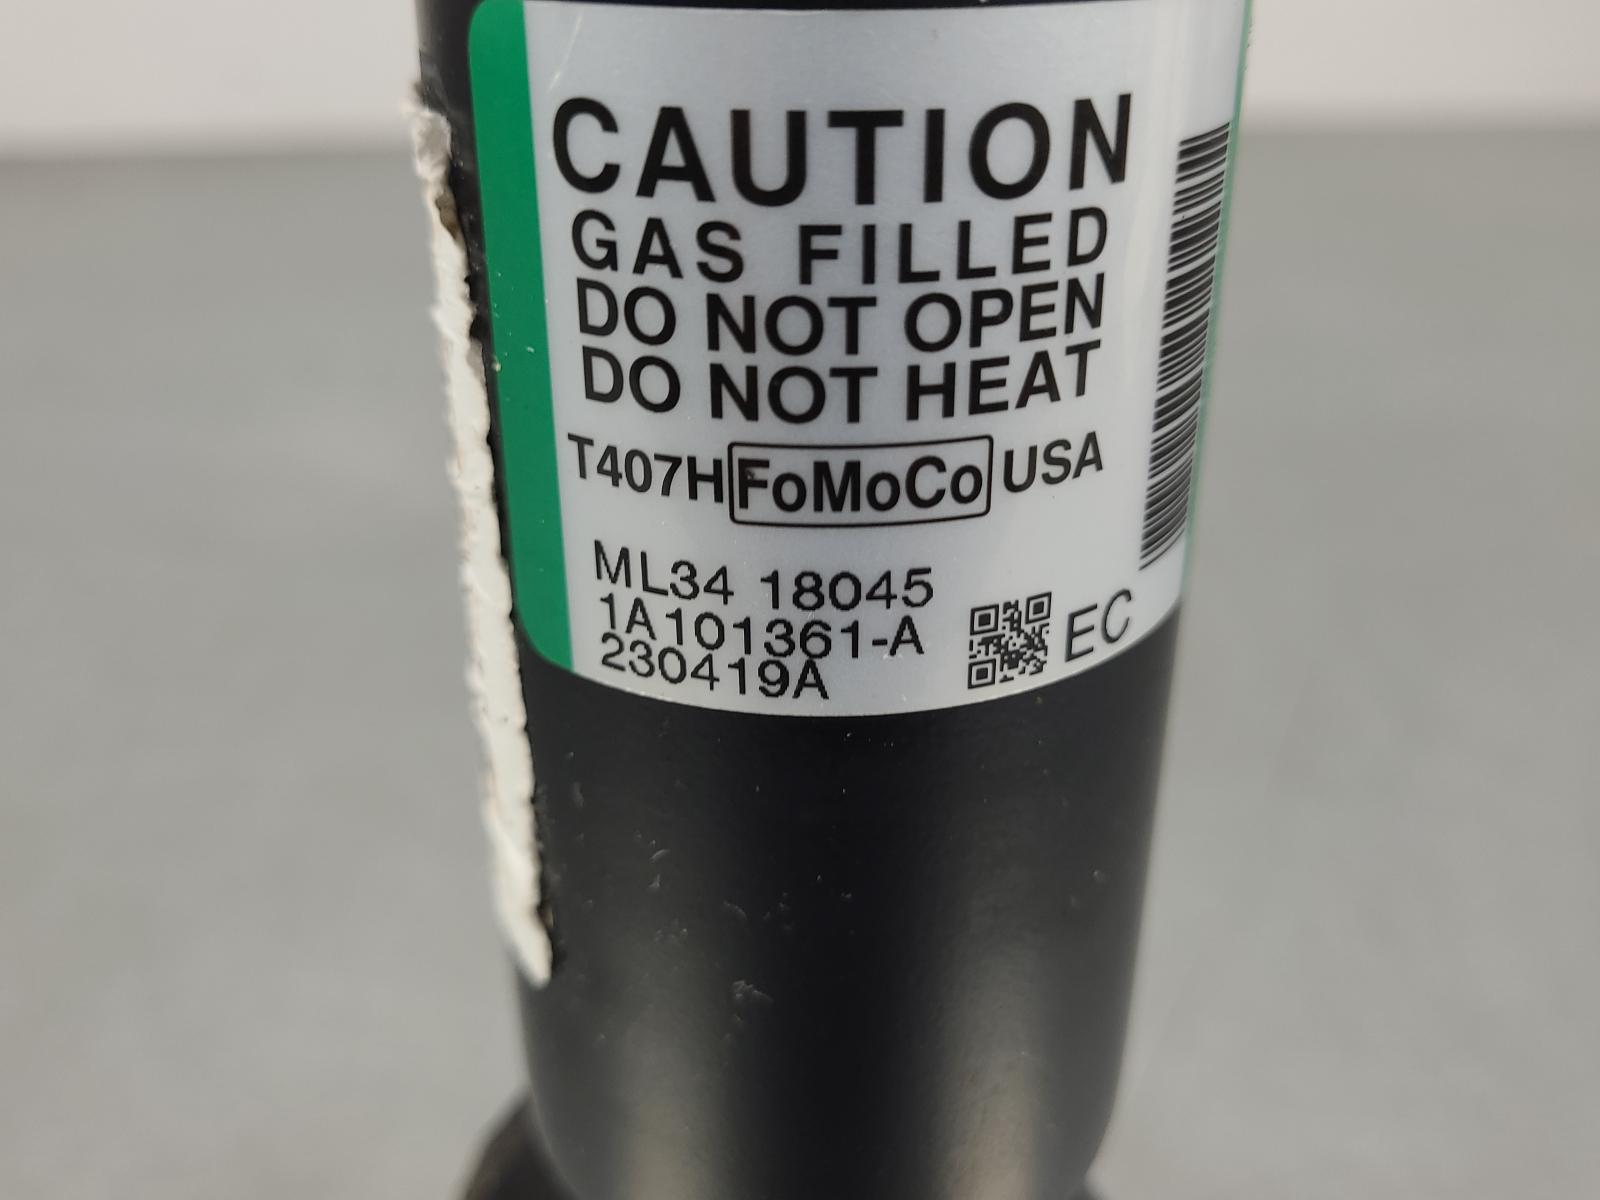 CAUTION
GAS FILLED
DO NOT OPEN
DO NOT HEAT
T407H FoMoCo USA
ML34 18045
1A101361-A
230419A
EC